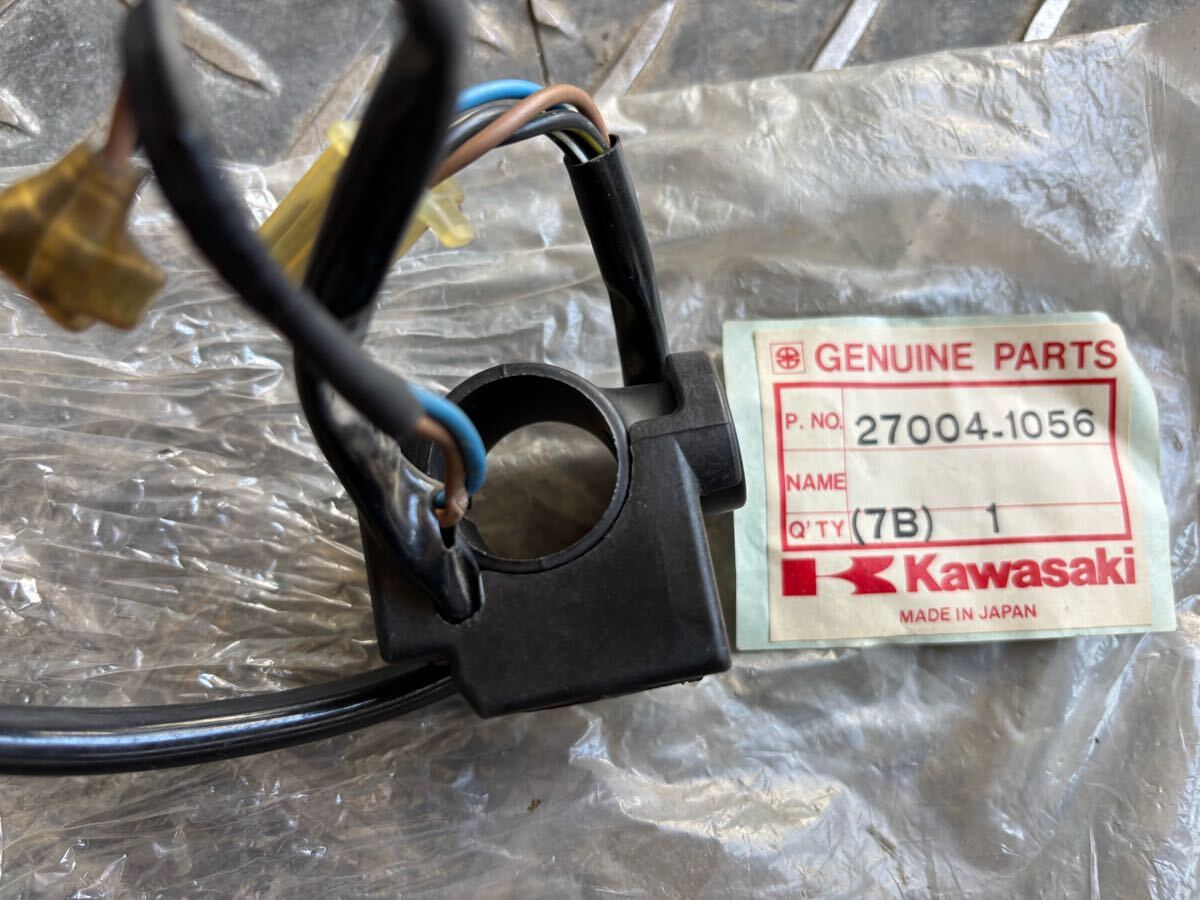 GENUINE PARTS
P. NO. 27004-1056
NAME
Q'TY (7B) 1
Kawasaki
MADE IN JAPAN